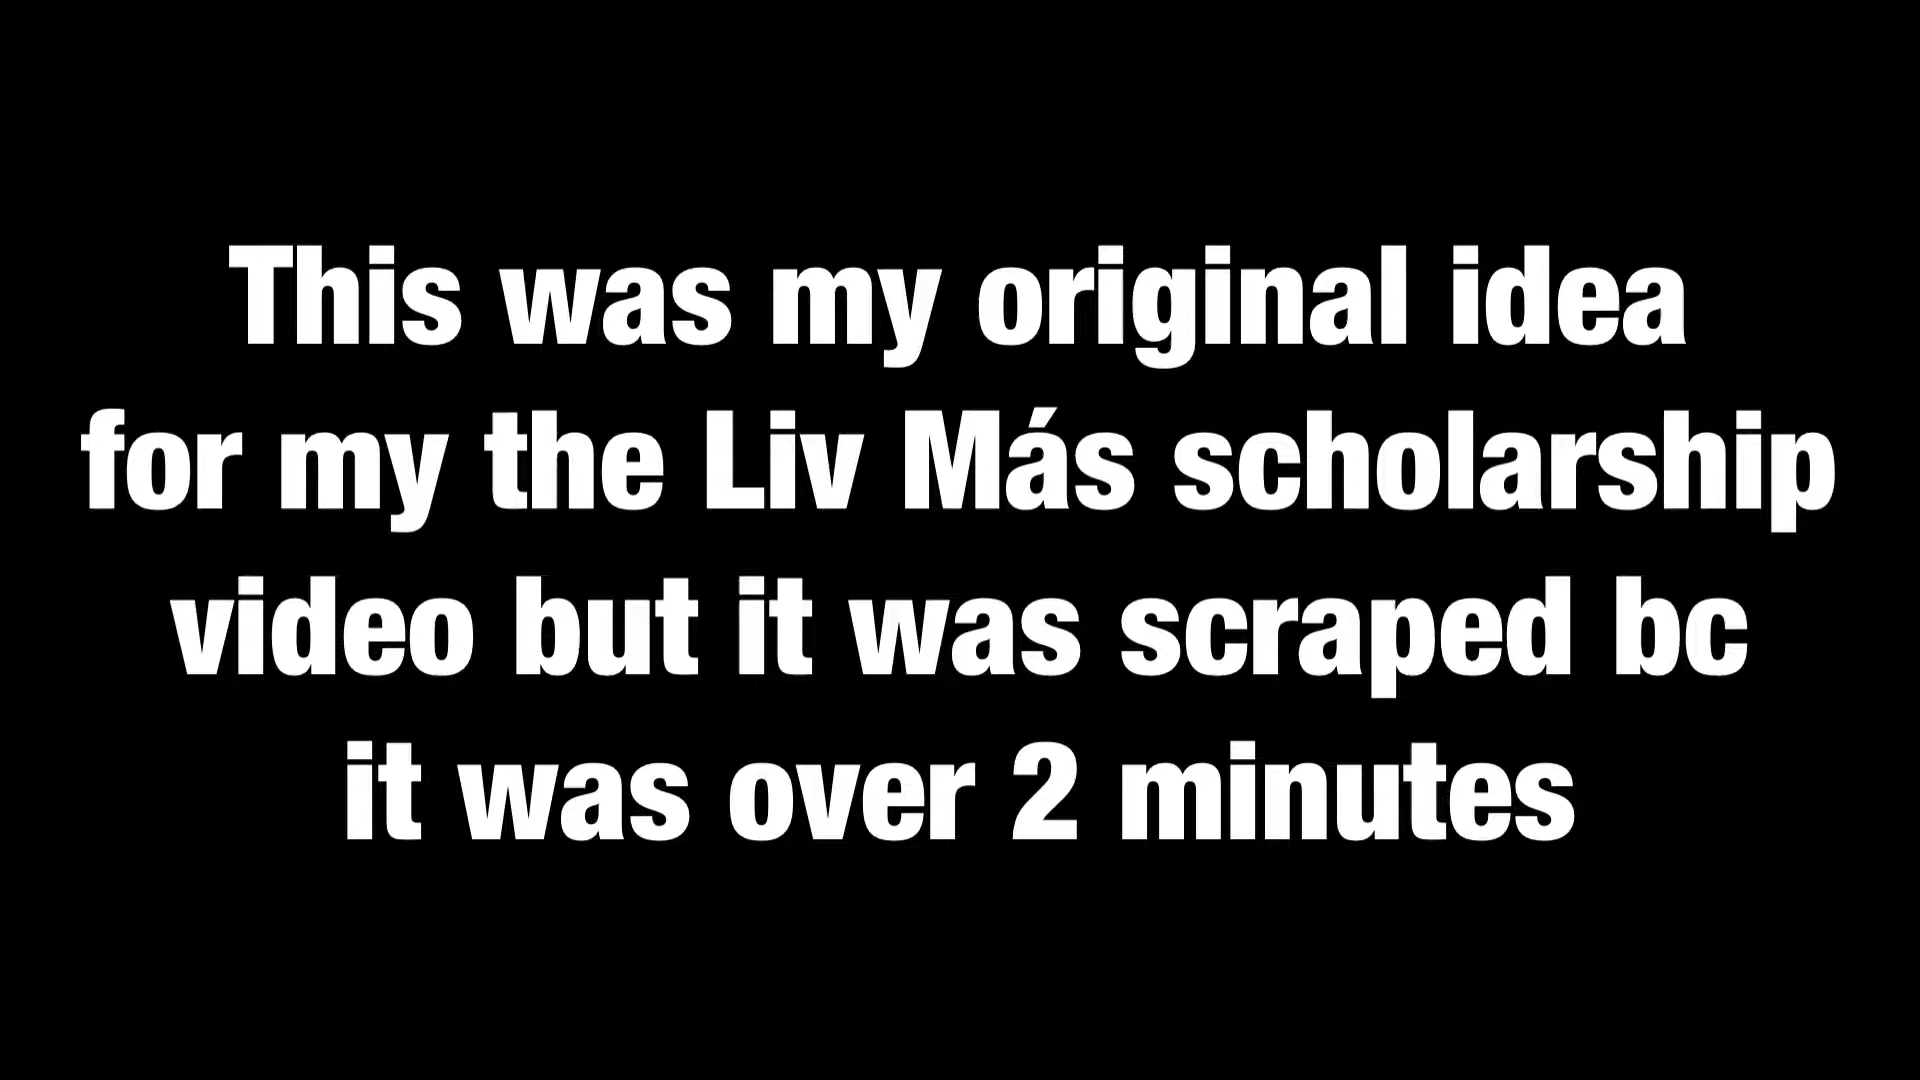 This was my original idea
for my the Liv Más scholarship
video but it was scraped bc
it was over 2 minutes